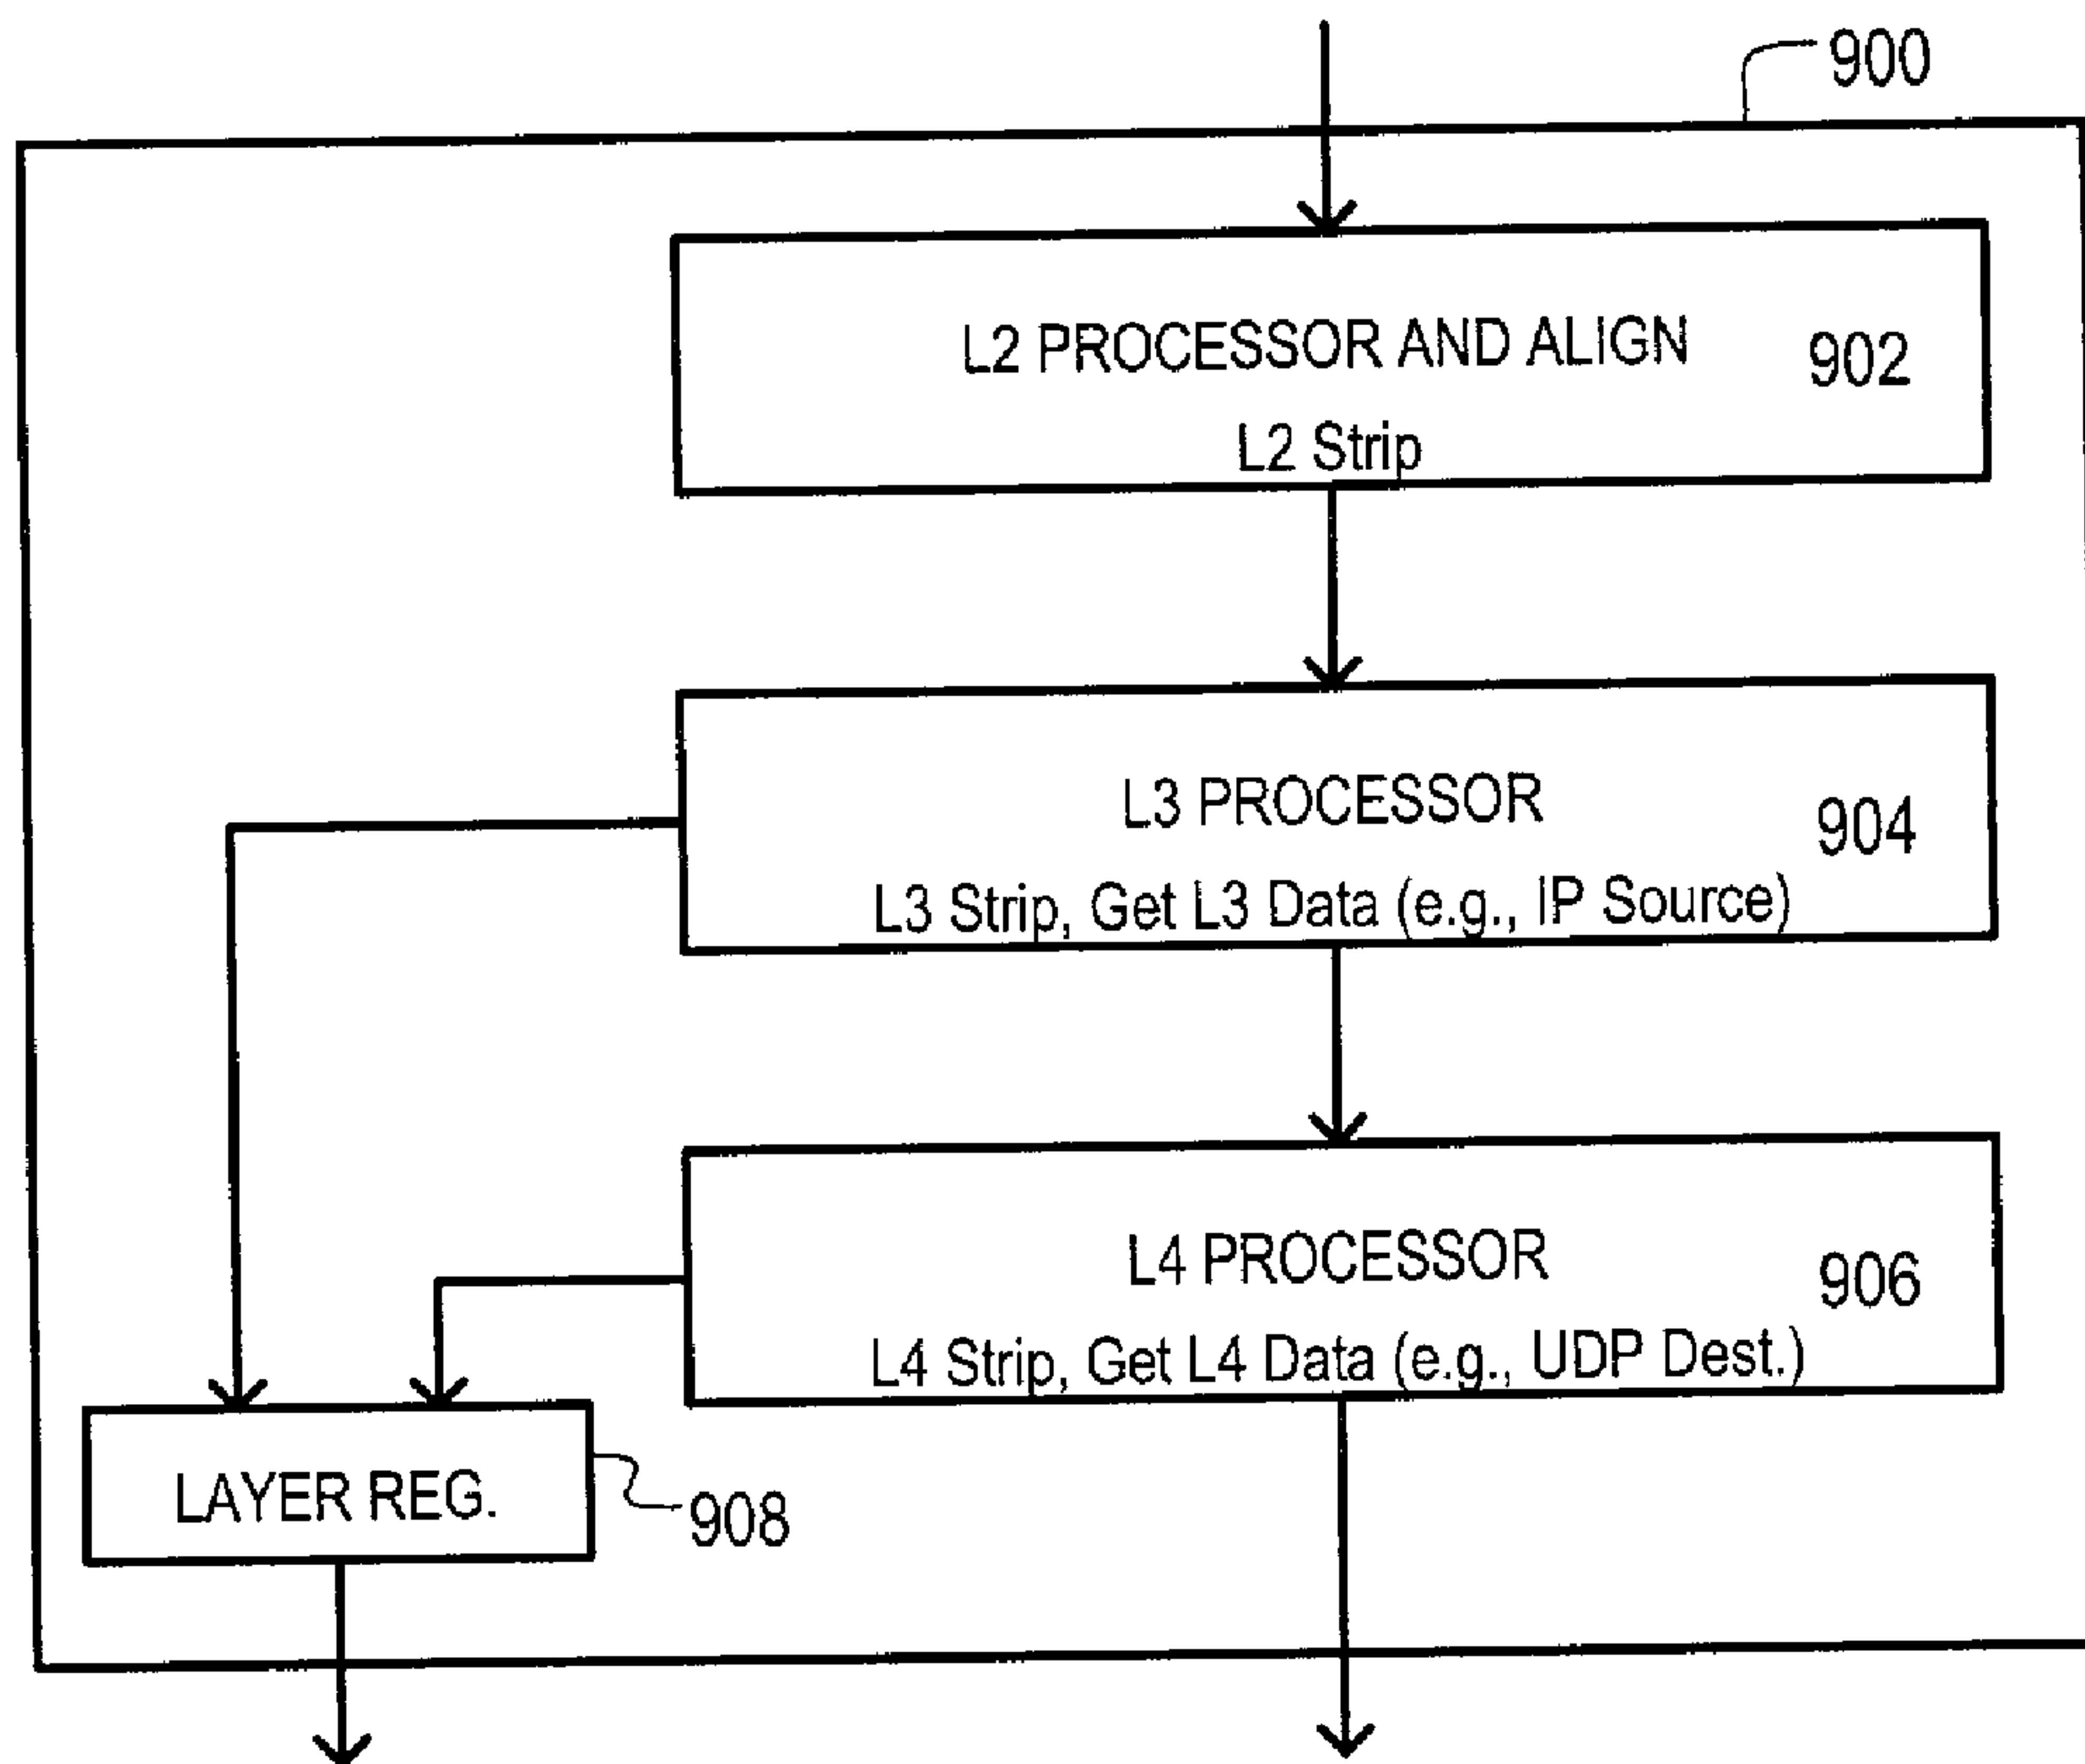 900
L2 PROCESSOR AND ALIGN
902
L2 Strip
L3 PROCESSOR
904
L3 Strip, Get L3 Data (e.g., IP Source)
L4 PROCESSOR
906
L4 Strip, Get L4 Data (e.g., UDP Dest.)
LAYER REG.
908